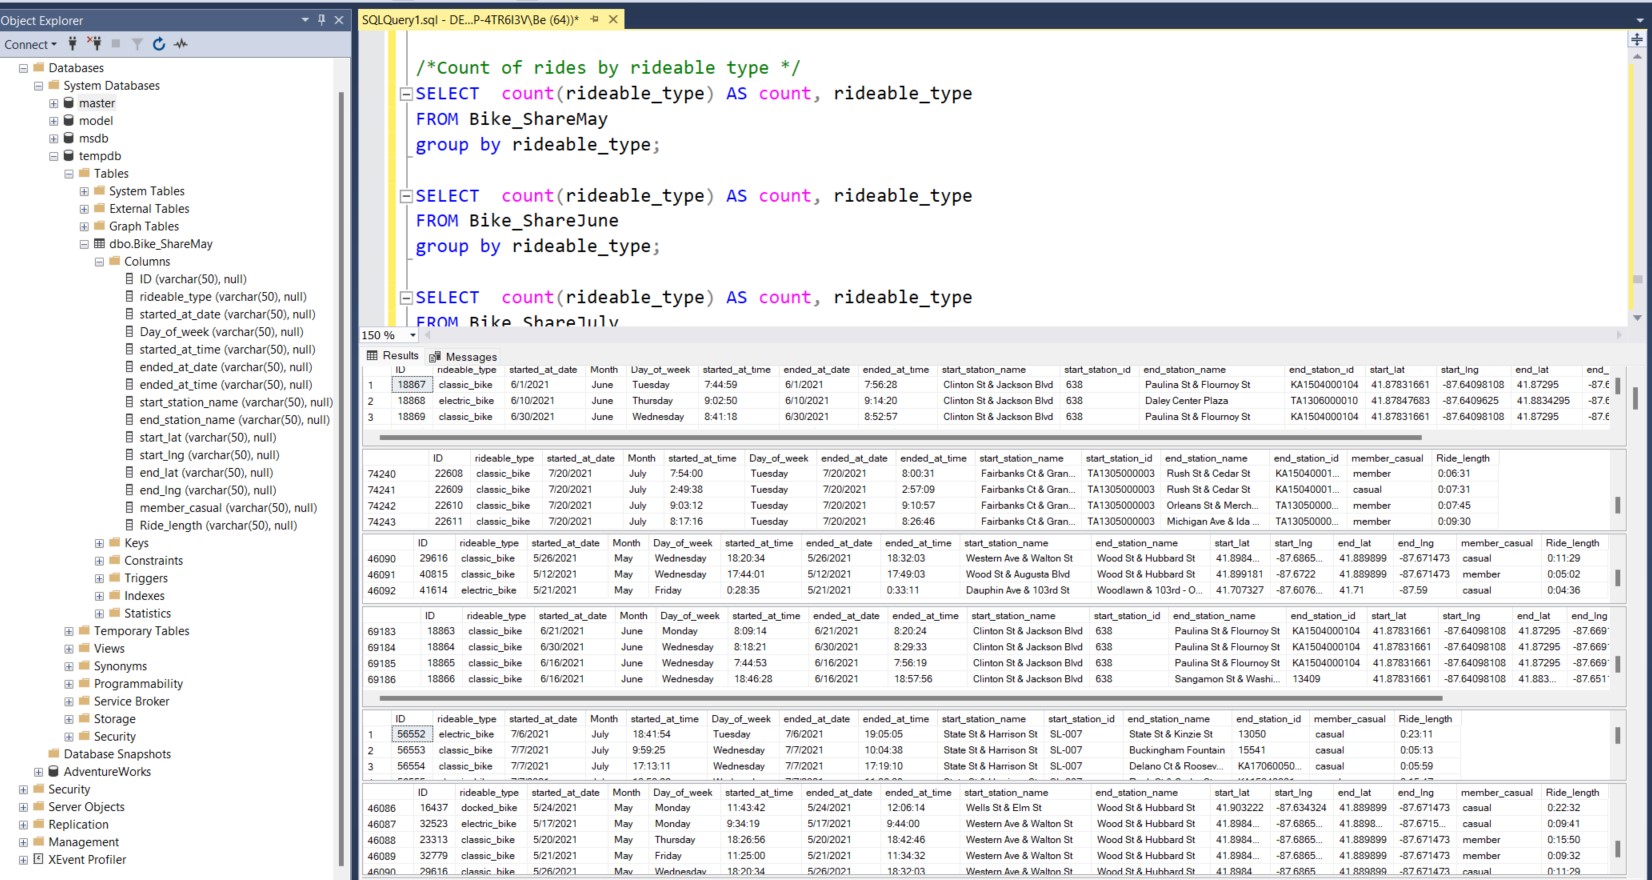 Object Explorer
Connect
Databases
System Databases
master
model
msdb
tempdb
Tables
System Tables
External Tables
Graph Tables
dbo.Bike_ShareMay
Columns
ID (varchar(50), null)
rideable_type (varchar(50), null)
started_at_date (varchar(50), null)
Day_of_week (varchar(50), null)
started_at_time (varchar(50), null)
ended_at_date (varchar(50), null)
ended_at_time (varchar(50), null)
start_station_name (varchar(50), null)
end_station_name (varchar(50), null)
start_lat (varchar(50), null)
start_lng (varchar(50), null)
end_lat (varchar(50), null)
end_lng (varchar(50), null)
member_casual (varchar(50), null)
Ride_length (varchar(50), null)
Keys
Constraints
Triggers
Indexes
Statistics
Temporary Tables
Views
Synonyms
Programmability
Service Broker
Storage
Security
Database Snapshots
AdventureWorks
Security
Server Objects
Replication
Management
XEvent Profiler
SQLQuery1.sql - DE...P-4TR6I3V\Be (64))*
/*Count of rides by rideable type */
SELECT count(rideable_type) AS count, rideable_type
FROM Bike_ShareMay
group by rideable_type;
SELECT count(rideable_type) AS count, rideable_type
FROM Bike_ShareJune
group by rideable_type;
SELECT count(rideable_type) AS count, rideable_type
FROM Bike_ShareJuly
150 %
Results Messages
ID rideable_type started_at_date Month Day_of_week started_at_time ended_at_date ended_at_time start_station_name start_station_id end_station_name end_station_id start_lat start_lng end_lat end_
1 18867 classic_bike 6/1/2021 June Tuesday 7:44:59 6/1/2021 7:56:28 Clinton St & Jackson Blvd 638 Paulina St & Flournoy St KA1504000104 41.87831661 -87.64098108 41.87295 -87.6
2 18868 electric_bike 6/10/2021 June Thursday 9:02:50 6/10/2021 9:14:20 Clinton St & Jackson Blvd 638 Daley Center Plaza TA1306000010 41.87847683 -87.6409625 41.8834295 -87.6
3 18869 classic_bike 6/30/2021 June Wednesday 8:41:18 6/30/2021 8:52:57 Clinton St & Jackson Blvd 638 Paulina St & Flournoy St KA1504000104 41.87831661 -87.64098108 41.87295 -87.6
ID rideable_type started_at_date Month started_at_time Day_of_week ended_at_date ended_at_time start_station_name start_station_id end_station_name end_station_id member_casual Ride_length
74240 22608 classic_bike 7/20/2021 July 7:54:00 Tuesday 7/20/2021 8:00:31 Fairbanks Ct & Gran... TA1305000003 Rush St & Cedar St KA15040001... member 0:06:31
74241 22609 classic_bike 7/20/2021 July 2:49:38 Tuesday 7/20/2021 2:57:09 Fairbanks Ct & Gran... TA1305000003 Rush St & Cedar St KA15040001... casual 0:07:31
74242 22610 classic_bike 7/20/2021 July 9:03:12 Tuesday 7/20/2021 9:10:57 Fairbanks Ct & Gran... TA1305000003 Orleans St & Merch... TA13050000... member 0:07:45
74243 22611 classic_bike 7/20/2021 July 8:17:16 Tuesday 7/20/2021 8:26:46 Fairbanks Ct & Gran... TA1305000003 Michigan Ave & Ida ... TA13050000... member 0:09:30
ID rideable_type started_at_date Month Day_of_week started_at_time ended_at_date ended_at_time start_station_name end_station_name start_lat start_lng end_lat end_lng member_casual Ride_length
46090 29616 classic_bike 5/26/2021 May Wednesday 18:20:34 5/26/2021 18:32:03 Western Ave & Walton St Wood St & Hubbard St 41.8984... -87.6865... 41.889899 -87.671473 casual 0:11:29
46091 40815 classic_bike 5/12/2021 May Wednesday 17:44:01 5/12/2021 17:49:03 Wood St & Augusta Blvd Wood St & Hubbard St 41.899181 -87.6722 41.889899 -87.671473 member 0:05:02
46092 41614 electric_bike 5/21/2021 May Friday 0:28:35 5/21/2021 0:33:11 Dauphin Ave & 103rd St Woodlawn & 103rd - O... 41.707327 -87.6076... 41.71 -87.59 casual 0:04:36
ID rideable_type started_at_date Month Day_of_week started_at_time ended_at_date ended_at_time start_station_name start_station_id end_station_name end_station_id start_lat start_lng end_lat end_lng
69183 18863 classic_bike 6/21/2021 June Monday 8:09:14 6/21/2021 8:20:24 Clinton St & Jackson Blvd 638 Paulina St & Flournoy St KA1504000104 41.87831661 -87.64098108 41.87295 -87.669
69184 18864 classic_bike 6/30/2021 June Wednesday 8:18:21 6/30/2021 8:29:33 Clinton St & Jackson Blvd 638 Paulina St & Flournoy St KA1504000104 41.87831661 -87.64098108 41.87295 -87.669
69185 18865 classic_bike 6/16/2021 June Wednesday 7:44:53 6/16/2021 7:56:19 Clinton St & Jackson Blvd 638 Paulina St & Flournoy St KA1504000104 41.87831661 -87.64098108 41.87295 -87.669
69186 18866 classic_bike 6/16/2021 June Wednesday 18:46:28 6/16/2021 18:57:56 Clinton St & Jackson Blvd 638 Sangamon St & Washi... 13409 41.87831661 -87.64098108 41.883... -87.651
ID rideable_type started_at_date Month started_at_time Day_of_week ended_at_date ended_at_time start_station_name start_station_id end_station_name end_station_id member_casual Ride_length
1 56552 electric_bike 7/6/2021 July 18:41:54 Tuesday 7/6/2021 19:05:05 State St & Harrison St SL-007 State St & Kinzie St 13050 casual 0:23:11
2 56553 classic_bike 7/7/2021 July 9:59:25 Wednesday 7/7/2021 10:04:38 State St & Harrison St SL-007 Buckingham Fountain 15541 casual 0:05:13
3 56554 classic_bike 7/7/2021 July 17:13:11 Wednesday 7/7/2021 17:19:10 State St & Harrison St SL-007 Delano Ct & Roosev... KA17060050... casual 0:05:59
ID rideable_type started_at_date Month Day_of_week started_at_time ended_at_date ended_at_time start_station_name end_station_name start_lat start_lng end_lat end_lng member_casual Ride_length
46086 16437 docked_bike 5/24/2021 May Monday 11:43:42 5/24/2021 12:06:14 Wells St & Elm St Wood St & Hubbard St 41.903222 -87.634324 41.889899 -87.671473 casual 0:22:32
46087 32523 electric_bike 5/17/2021 May Monday 9:34:19 5/17/2021 9:44:00 Western Ave & Walton St Wood St & Hubbard St 41.8984... -87.6865... 41.8898... -87.6715... casual 0:09:41
46088 23313 classic_bike 5/20/2021 May Thursday 18:26:56 5/20/2021 18:42:46 Western Ave & Walton St Wood St & Hubbard St 41.8984... -87.6865... 41.889899 -87.671473 member 0:15:50
46089 32779 classic_bike 5/21/2021 May Friday 11:25:00 5/21/2021 11:34:32 Western Ave & Walton St Wood St & Hubbard St 41.8984... -87.6865... 41.889899 -87.671473 member 0:09:32
46090 29616 classic_bike 5/26/2021 May Wednesday 18:20:34 5/26/2021 18:32:03 Western Ave & Walton St Wood St & Hubbard St 41.8984 -87.6865 41.889899 -87.671473 casual 0:11:29